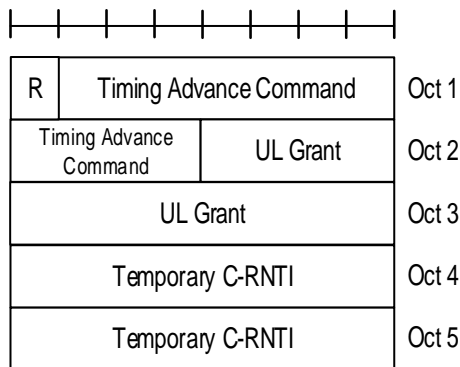 R Timing Advance Command Oct 1
Timing Advance
Command UL Grant Oct 2
UL Grant Oct 3
Temporary C-RNTI Oct 4
Temporary C-RNTI Oct 5